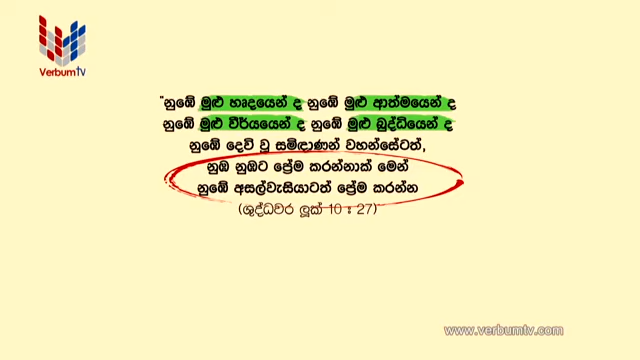 VerbumTV
"නුඹේ මුළු හෘදයෙන් ද නුඹේ මුළු ආත්මයෙන් ද
නුඹේ මුළු වීර්යයෙන් ද නුඹේ මුළු බුද්ධියෙන් ද
නුඹේ දෙවි වූ සමිඳාණන් වහන්සේටත්,
නුඹ නුඹට ප්‍රේම කරන්නාක් මෙන්
නුඹේ අසල්වැසියාටත් ප්‍රේම කරන්න
(ශුද්ධවර ලූක් 10 : 27)"
www.verbumtv.com